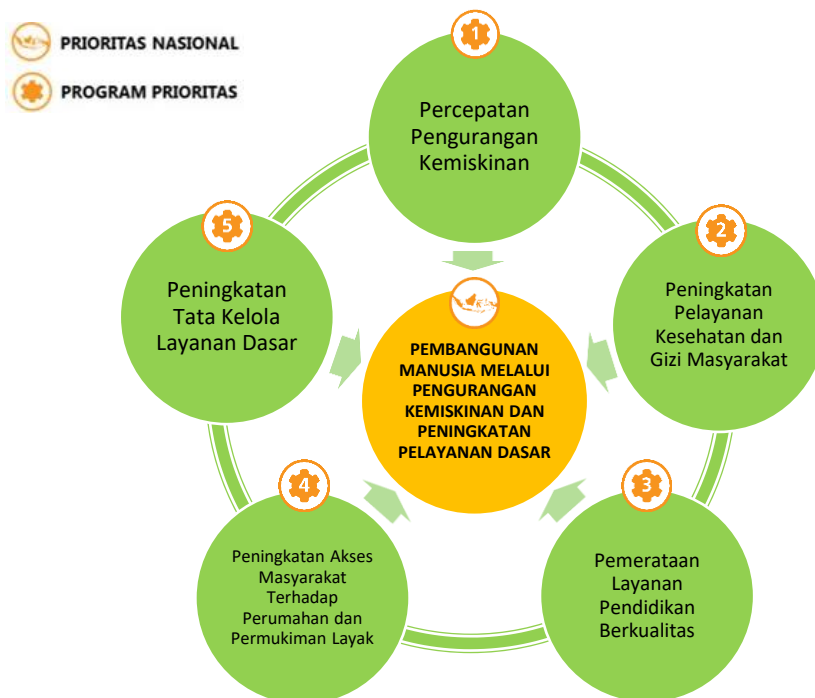 PRIORITAS NASIONAL
PROGRAM PRIORITAS
1
Percepatan
Pengurangan
Kemiskinan
2
Peningkatan
Pelayanan
Kesehatan dan
Gizi Masyarakat
3
Pemerataan
Layanan
Pendidikan
Berkualitas
4
Peningkatan Akses
Masyarakat
Terhadap
Perumahan dan
Permukiman Layak
5
Peningkatan
Tata Kelola
Layanan Dasar
PEMBANGUNAN
MANUSIA MELALUI
PENGURANGAN
KEMISKINAN DAN
PENINGKATAN
PELAYANAN DASAR